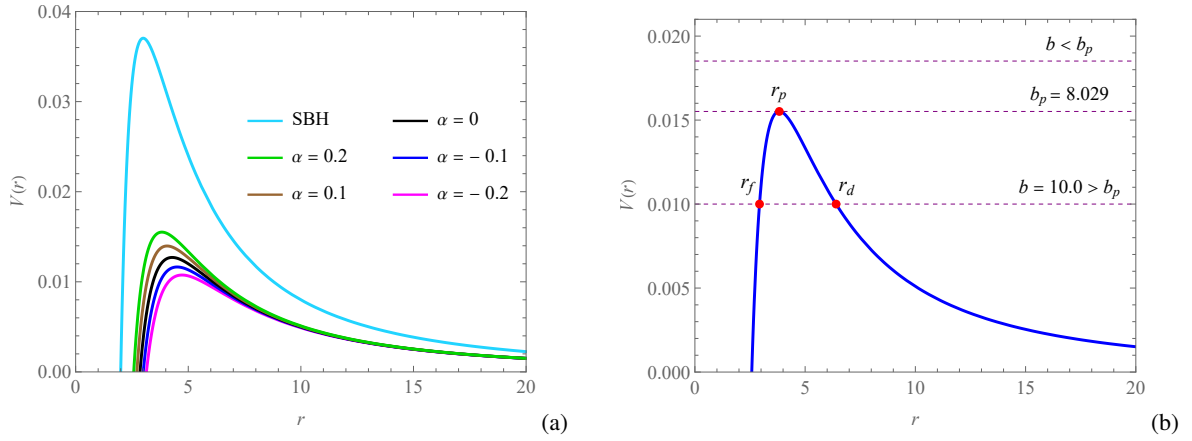 0.04
0.03
0.02
0.01
0.00
V(r)
0
5
10
15
20
r
SBH
α = 0.2
α = 0.1
α = 0
α = − 0.1
α = − 0.2
(a)
0.020
0.015
0.010
0.005
0.000
V(r)
0
5
10
15
20
r
b < b_p
b_p = 8.029
r_p
r_f
r_d
b = 10.0 > b_p
(b)